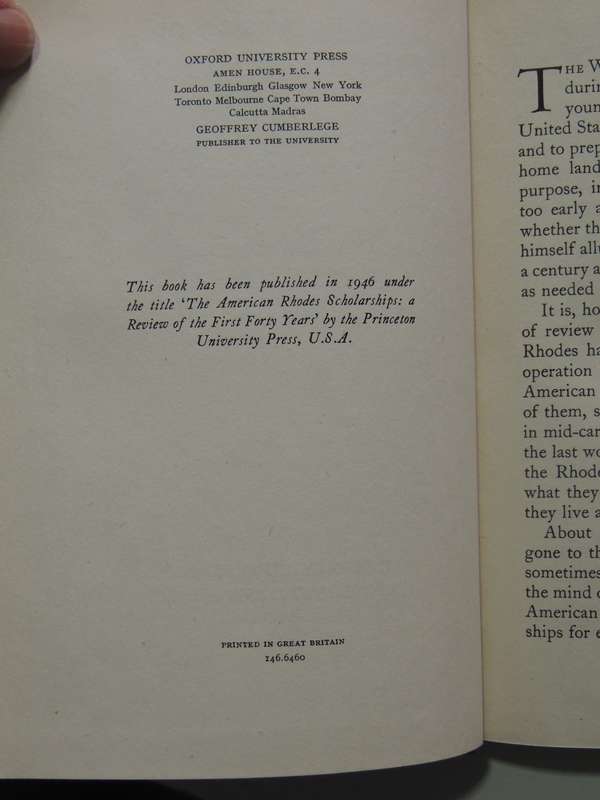 OXFORD UNIVERSITY PRESS
AMEN HOUSE, E.C. 4
London Edinburgh Glasgow New York
Toronto Melbourne Cape Town Bombay
Calcutta Madras
GEOFFREY CUMBERLEGE
PUBLISHER TO THE UNIVERSITY
This book has been published in 1946 under
the title 'The American Rhodes Scholarships: a
Review of the First Forty Years' by the Princeton
University Press, U.S.A.
PRINTED IN GREAT BRITAIN
146.6460
THE W
durin
youn
United Sta
and to prep
home land
purpose, in
too early a
whether th
himself allu
a century a
as needed
It is, ho
of review
Rhodes ha
operation
American
of them, s
in mid-car
the last wo
the Rhode
what they
they live a
About
gone to th
sometimes
the mind o
American
ships for e